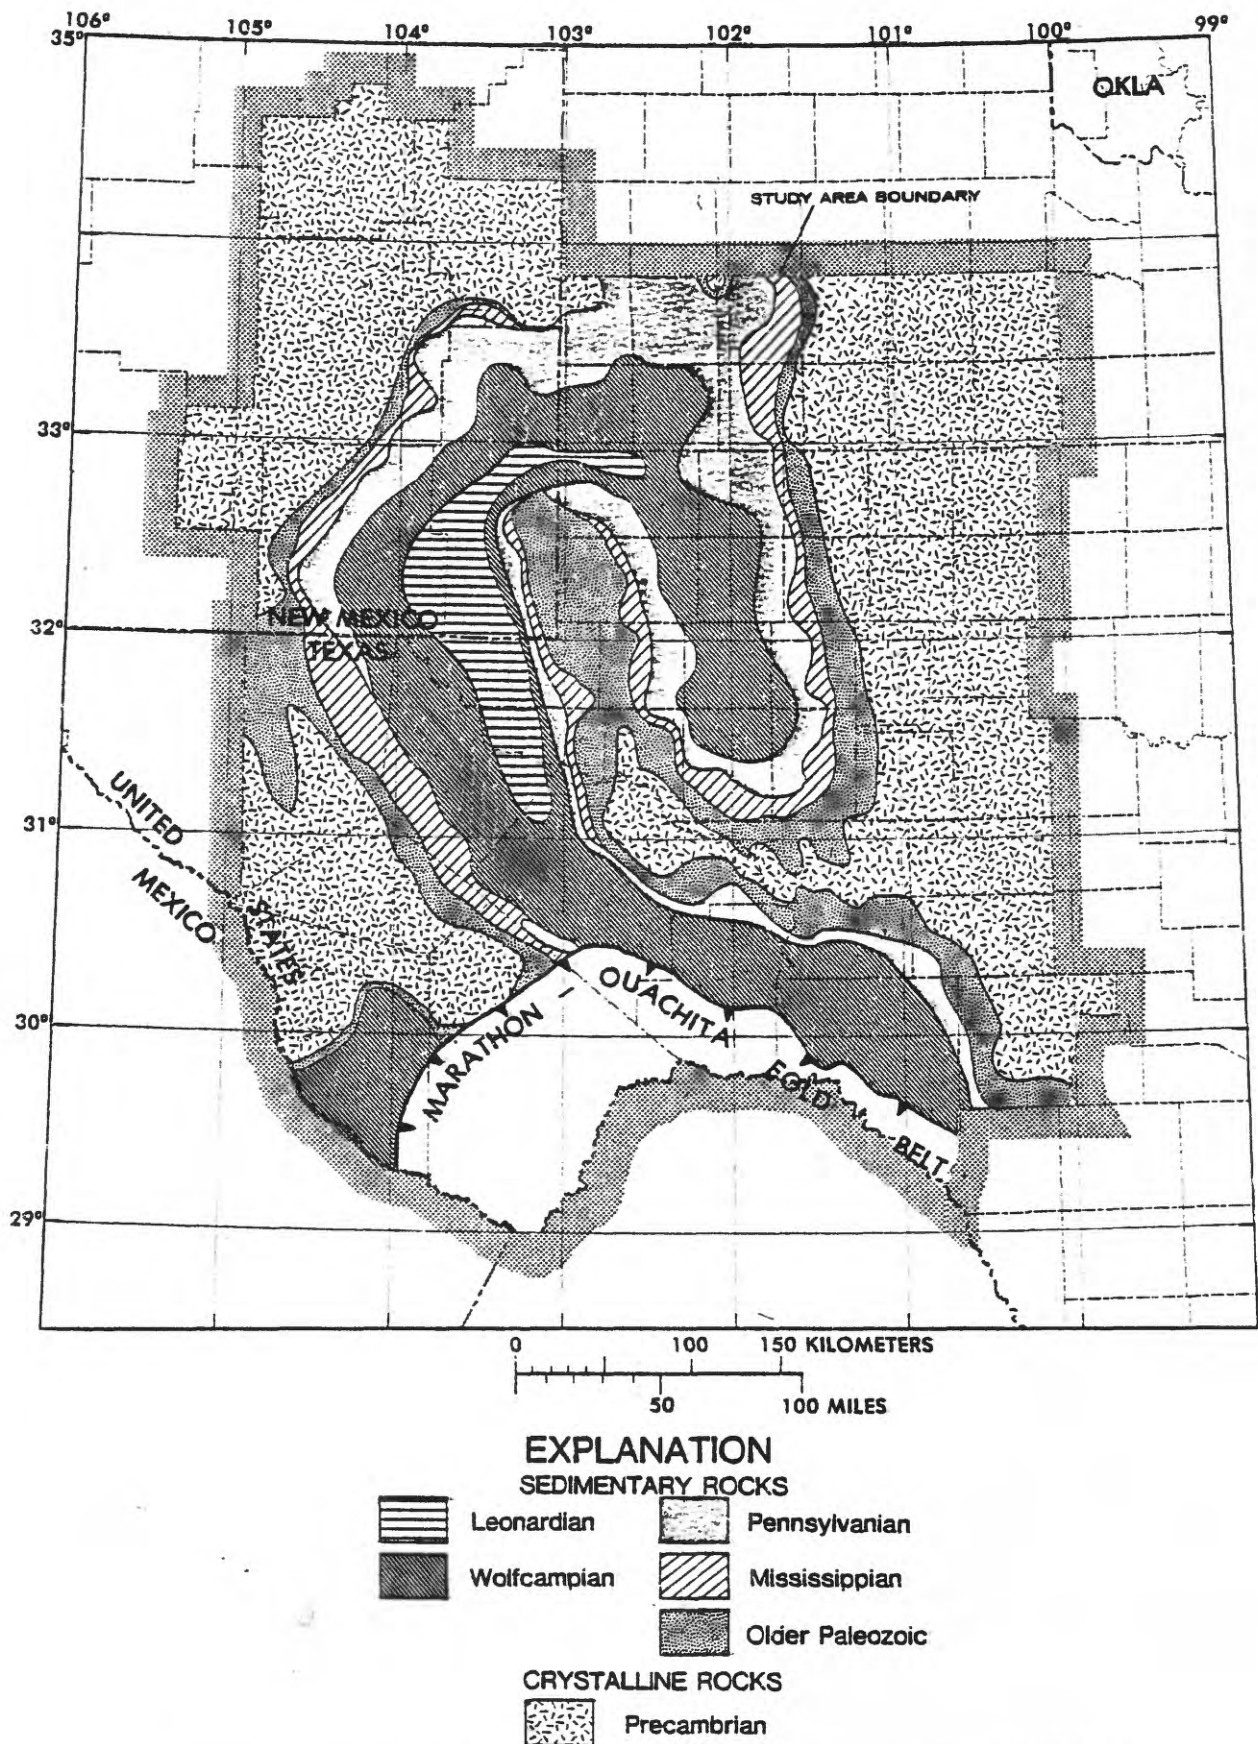 106° 105° 104° 103° 102° 101° 100° 99°
35°
OKLA
STUDY AREA BOUNDARY
33°
32°
NEW MEXICO
TEXAS
31°
UNITED STATES
MEXICO
30°
MARATHON – OUACHITA FOLD BELT
29°
0 100 150 KILOMETERS
50 100 MILES
EXPLANATION
SEDIMENTARY ROCKS
Leonardian Pennsylvanian
Wolfcampian Mississippian
Older Paleozoic
CRYSTALLINE ROCKS
Precambrian